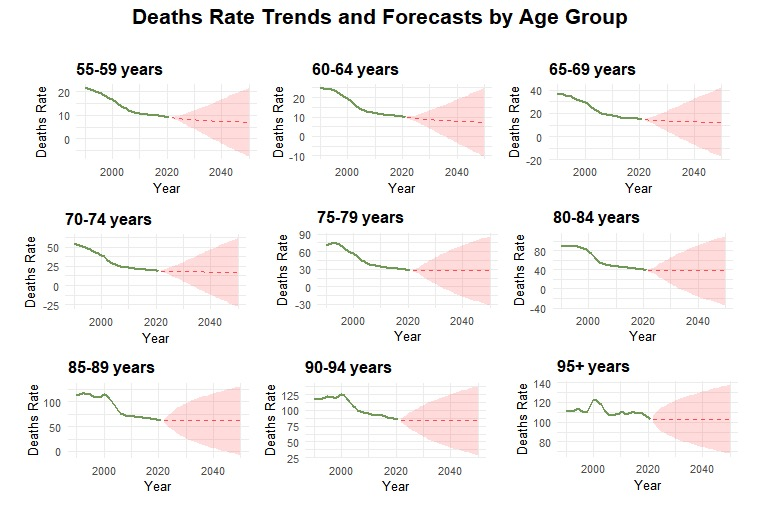 Deaths Rate Trends and Forecasts by Age Group
55-59 years
Deaths Rate
20
10
0
2000 2020 2040
Year
60-64 years
Deaths Rate
20
10
0
-10
2000 2020 2040
Year
65-69 years
Deaths Rate
40
20
0
-20
2000 2020 2040
Year
70-74 years
Deaths Rate
50
25
0
-25
2000 2020 2040
Year
75-79 years
Deaths Rate
90
60
30
0
-30
2000 2020 2040
Year
80-84 years
Deaths Rate
80
40
0
-40
2000 2020 2040
Year
85-89 years
Deaths Rate
100
50
0
2000 2020 2040
Year
90-94 years
Deaths Rate
125
100
75
50
25
2000 2020 2040
Year
95+ years
Deaths Rate
140
120
100
80
2000 2020 2040
Year